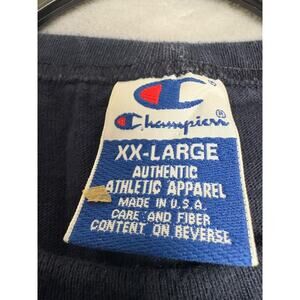 Champion®
XX-LARGE
AUTHENTIC
ATHLETIC APPAREL
MADE IN U.S.A.
CARE AND FIBER
CONTENT ON REVERSE